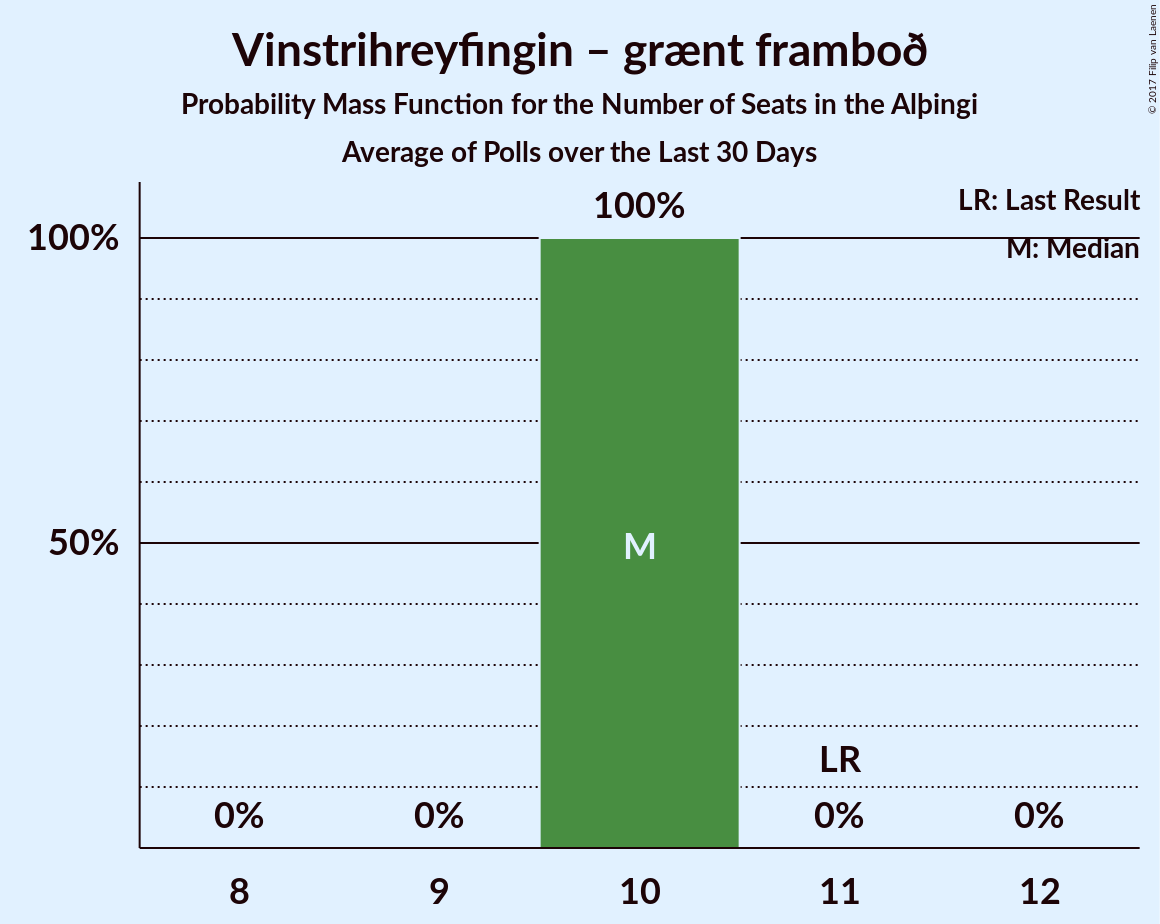 Vinstrihreyfingin – grænt framboð
Probability Mass Function for the Number of Seats in the Alþingi
Average of Polls over the Last 30 Days
© 2017 Filip van Laenen
LR: Last Result
M: Median
100%
100%
50%
M
LR
0%
0%
0%
0%
8
9
10
11
12